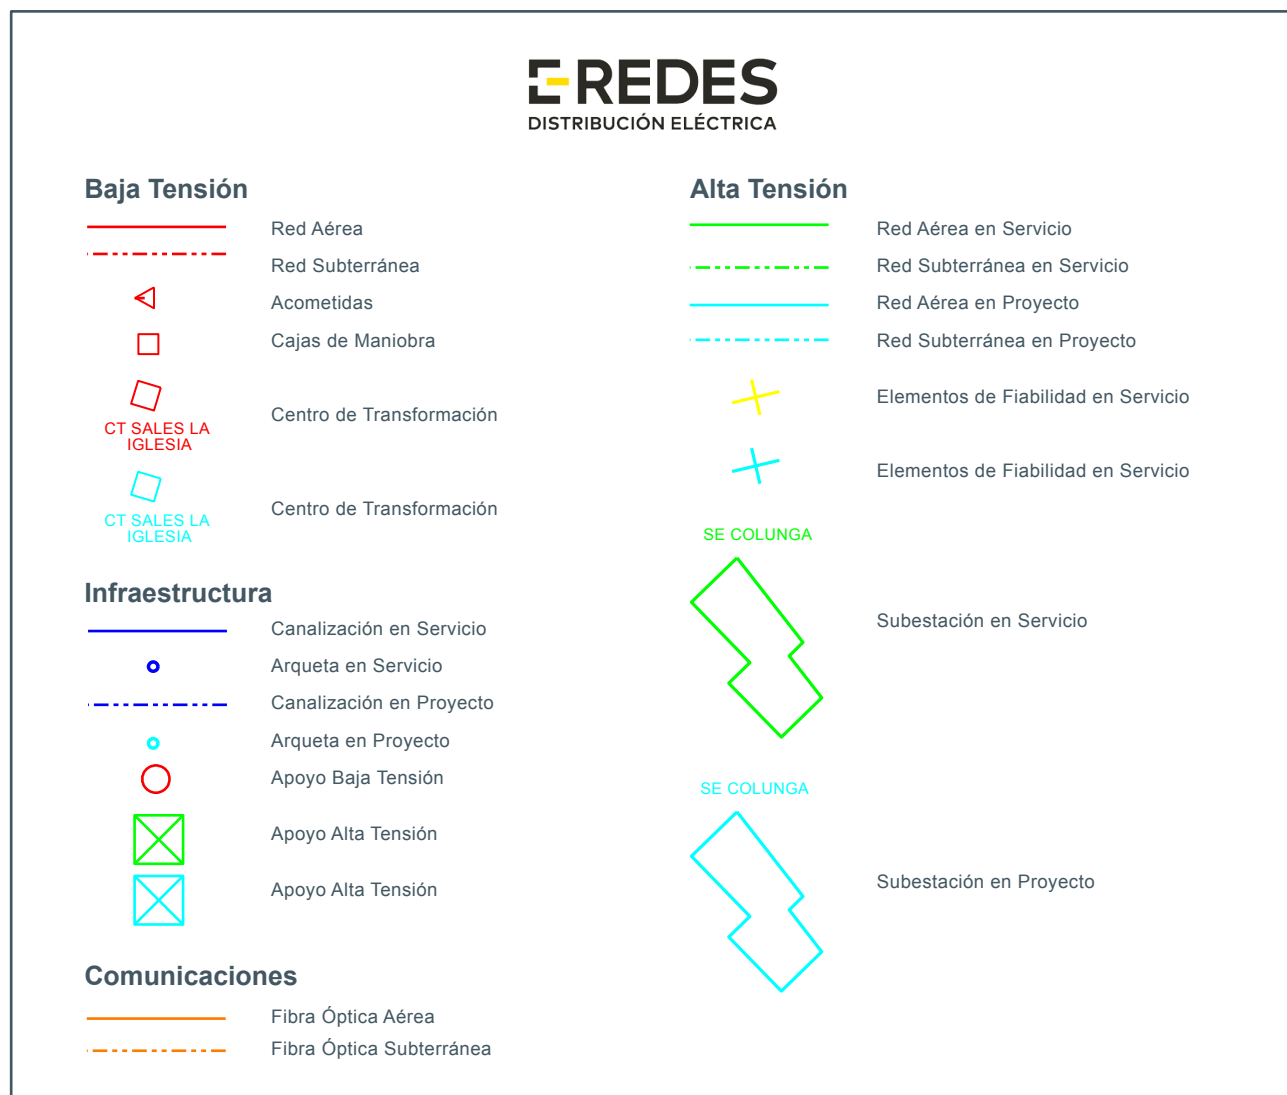 E-REDES
DISTRIBUCIÓN ELÉCTRICA
Baja Tensión
Red Aérea
Red Subterránea
Acometidas
Cajas de Maniobra
CT SALES LA
IGLESIA
Centro de Transformación
CT SALES LA
IGLESIA
Centro de Transformación
Infraestructura
Canalización en Servicio
Arqueta en Servicio
Canalización en Proyecto
Arqueta en Proyecto
Apoyo Baja Tensión
Apoyo Alta Tensión
Apoyo Alta Tensión
Comunicaciones
Fibra Óptica Aérea
Fibra Óptica Subterránea
Alta Tensión
Red Aérea en Servicio
Red Subterránea en Servicio
Red Aérea en Proyecto
Red Subterránea en Proyecto
Elementos de Fiabilidad en Servicio
Elementos de Fiabilidad en Servicio
SE COLUNGA
Subestación en Servicio
SE COLUNGA
Subestación en Proyecto